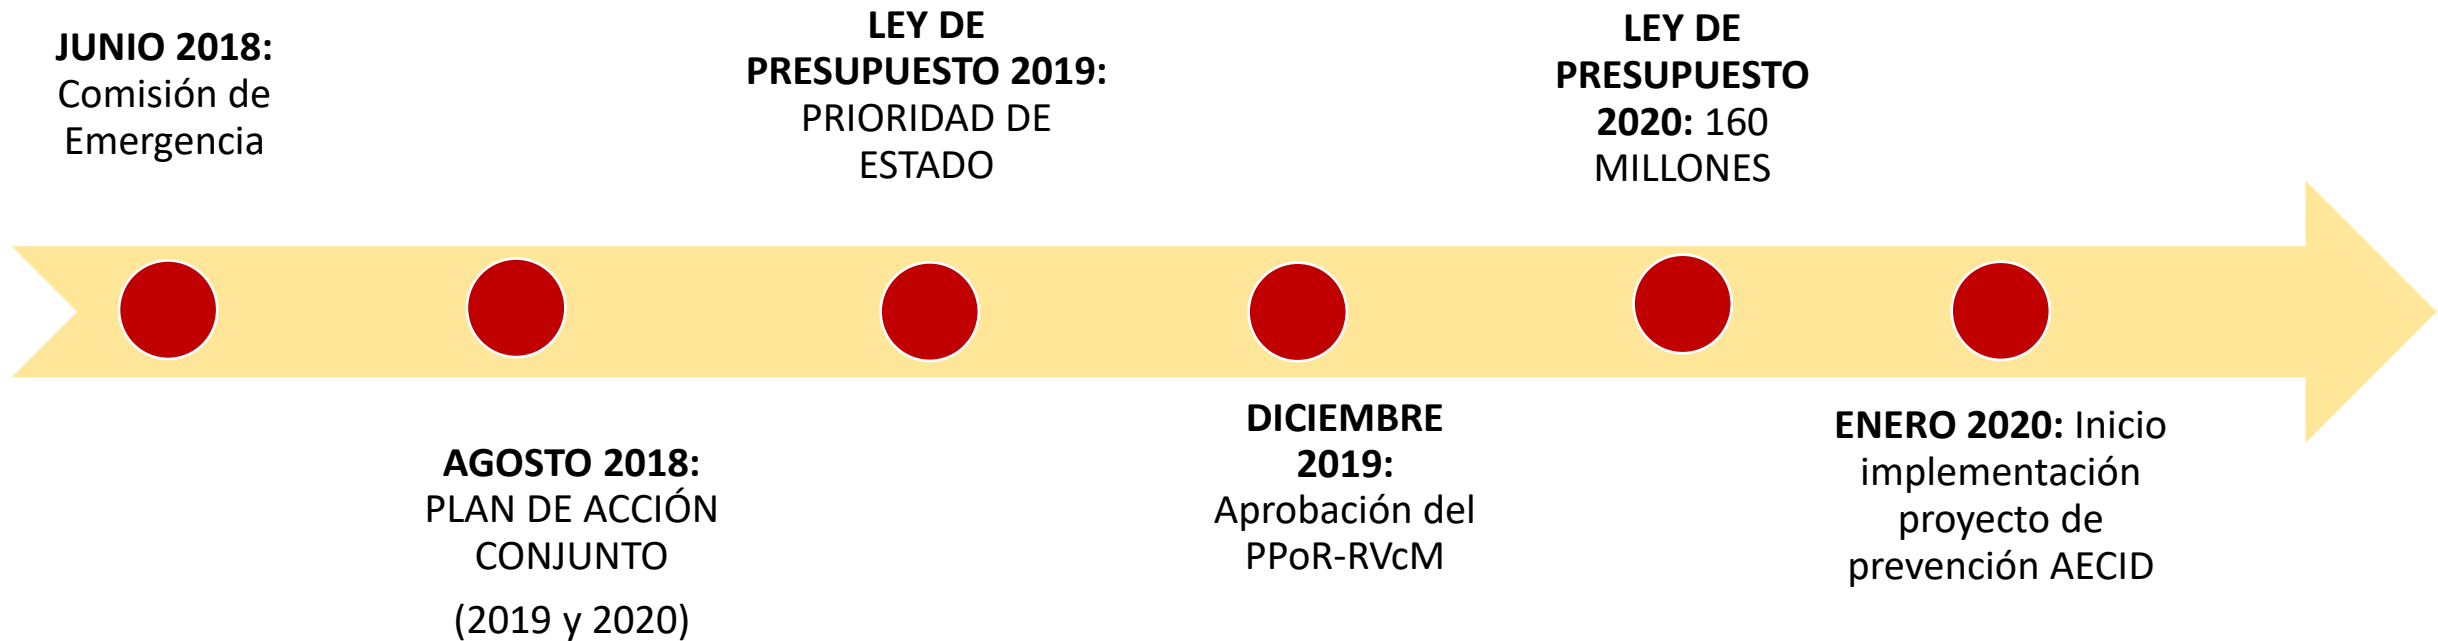 JUNIO 2018:
Comisión de
Emergencia
AGOSTO 2018:
PLAN DE ACCIÓN
CONJUNTO
(2019 y 2020)
LEY DE
PRESUPUESTO 2019:
PRIORIDAD DE
ESTADO
DICIEMBRE
2019:
Aprobación del
PPoR-RVcM
LEY DE
PRESUPUESTO
2020: 160
MILLONES
ENERO 2020: Inicio
implementación
proyecto de
prevención AECID